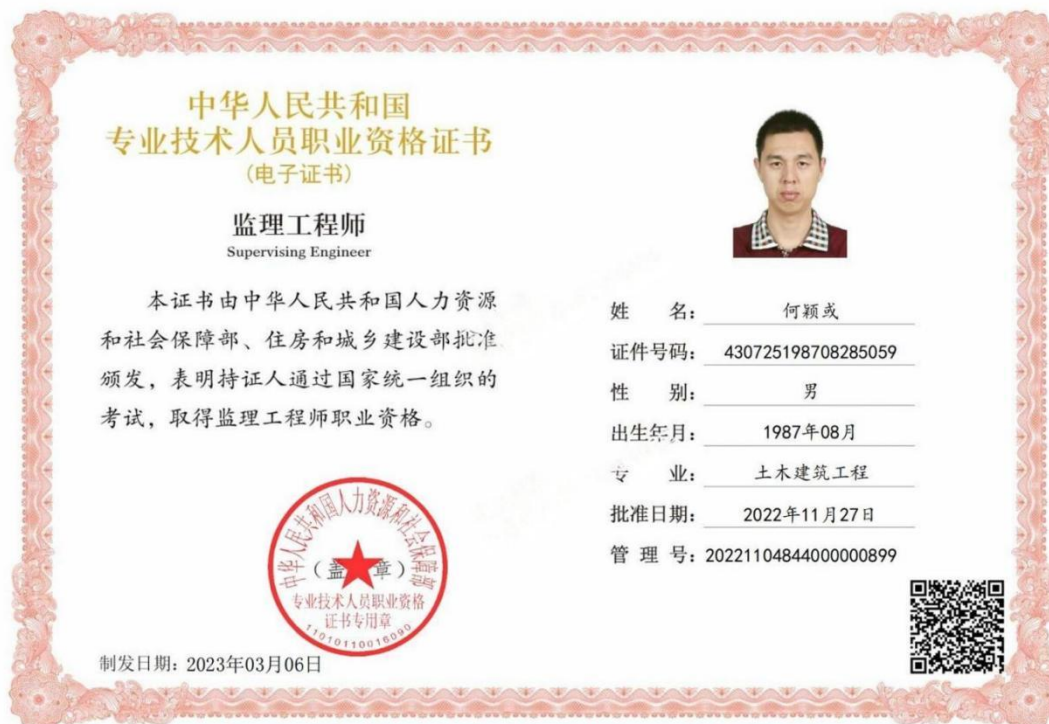 中华人民共和国
专业技术人员职业资格证书
(电子证书)
监理工程师
Supervising Engineer
本证书由中华人民共和国人力资源
和社会保障部、住房和城乡建设部批准
颁发，表明持证人通过国家统一组织的
考试，取得监理工程师职业资格。
中华人民共和国人力资源和社会保障部
（盖章）
专业技术人员职业资格
证书专用章
11010110016090
制发日期：2023年03月06日
姓名：何颖或
证件号码：430725198708285059
性别：男
出生年月：1987年08月
专业：土木建筑工程
批准日期：2022年11月27日
管理号：20221104844000000899